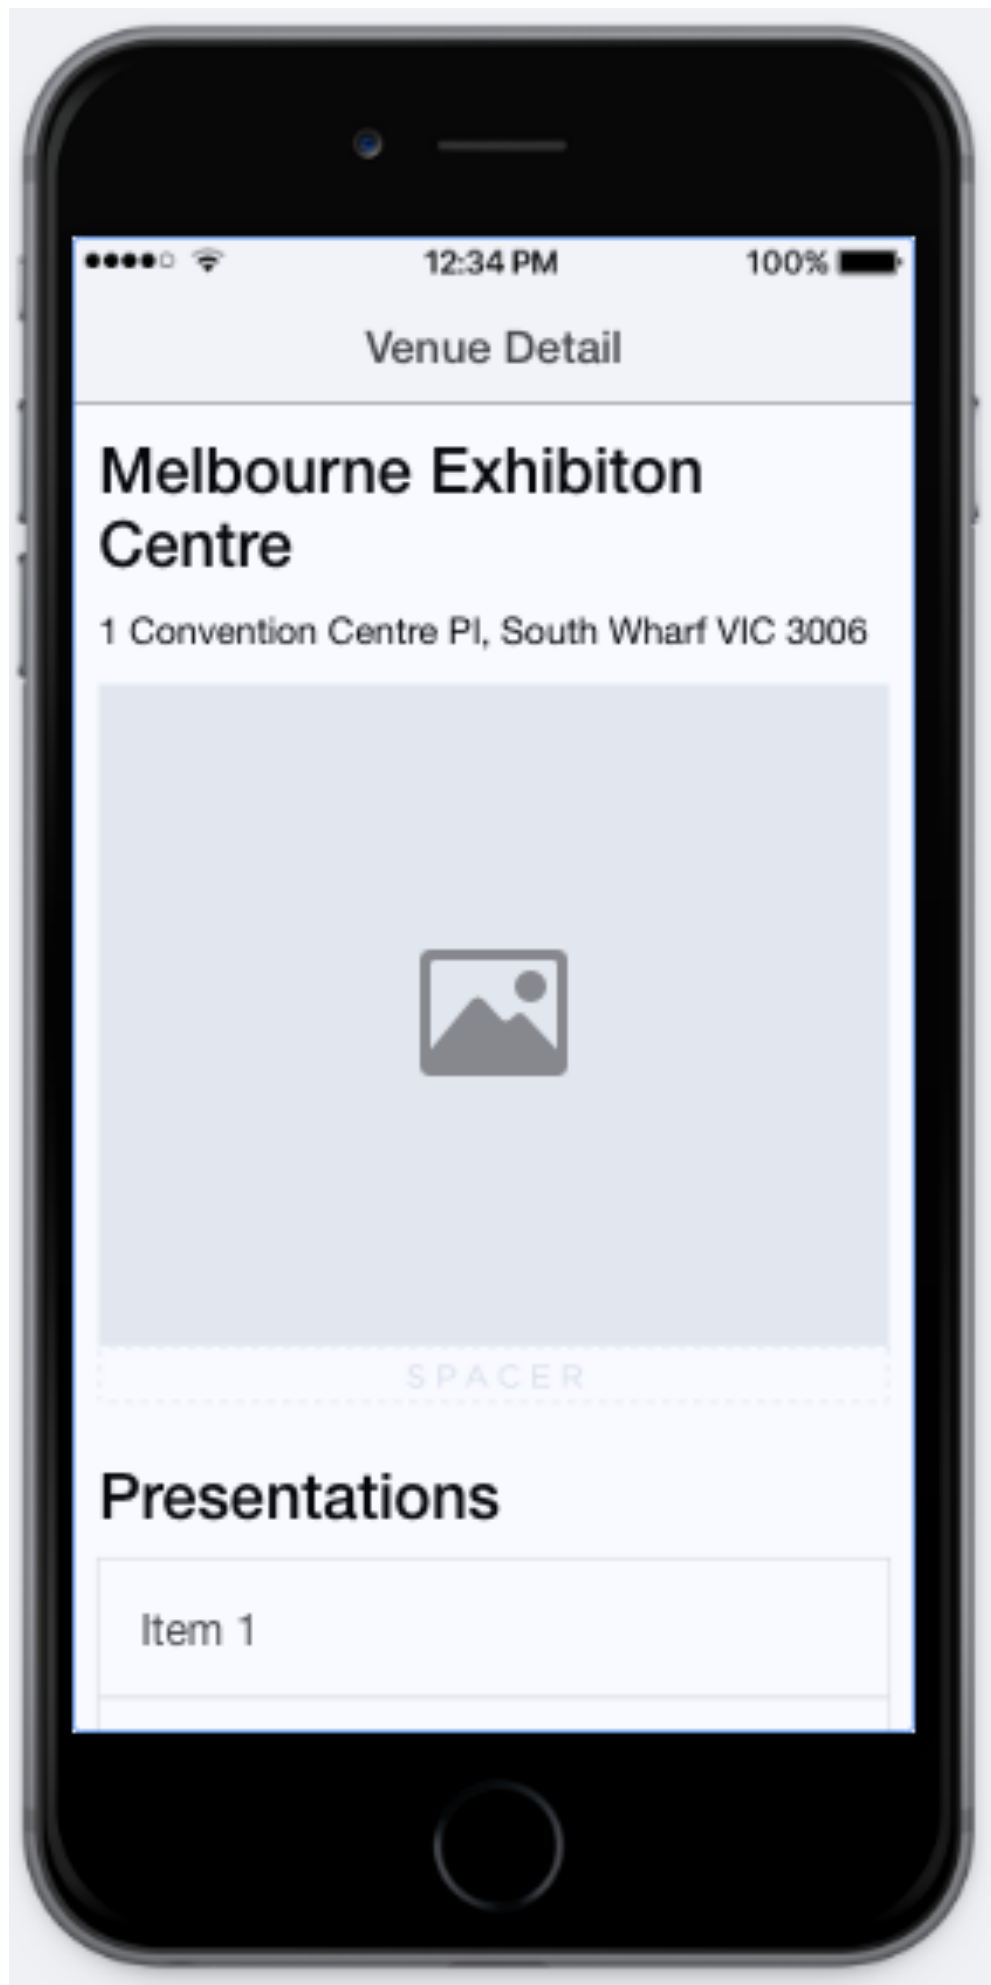 12:34 PM 100%
Venue Detail
Melbourne Exhibiton
Centre
1 Convention Centre Pl, South Wharf VIC 3006
SPACER
Presentations
Item 1